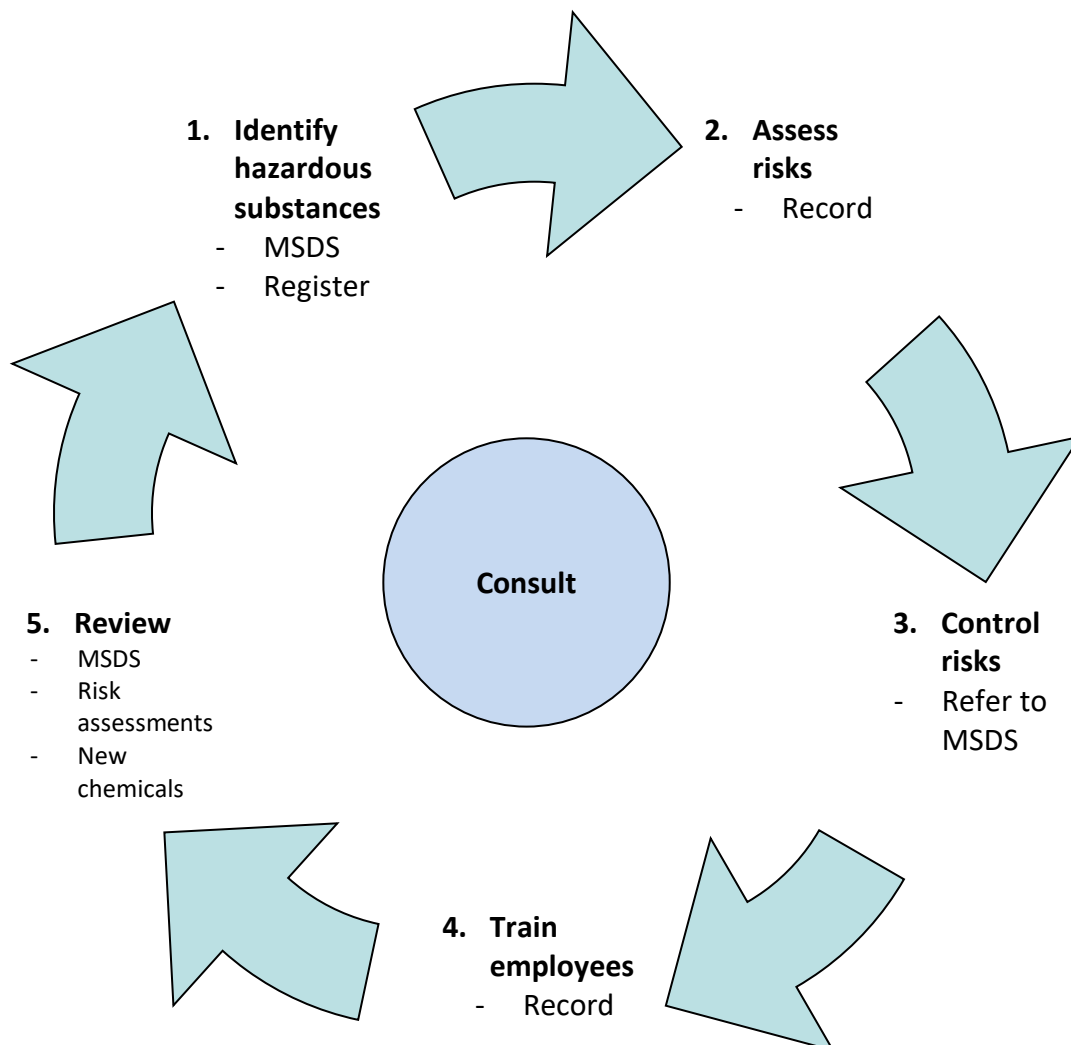 1. Identify
hazardous
substances
- MSDS
- Register
2. Assess
risks
- Record
Consult
3. Control
risks
- Refer to
MSDS
4. Train
employees
- Record
5. Review
- MSDS
- Risk
assessments
- New
chemicals